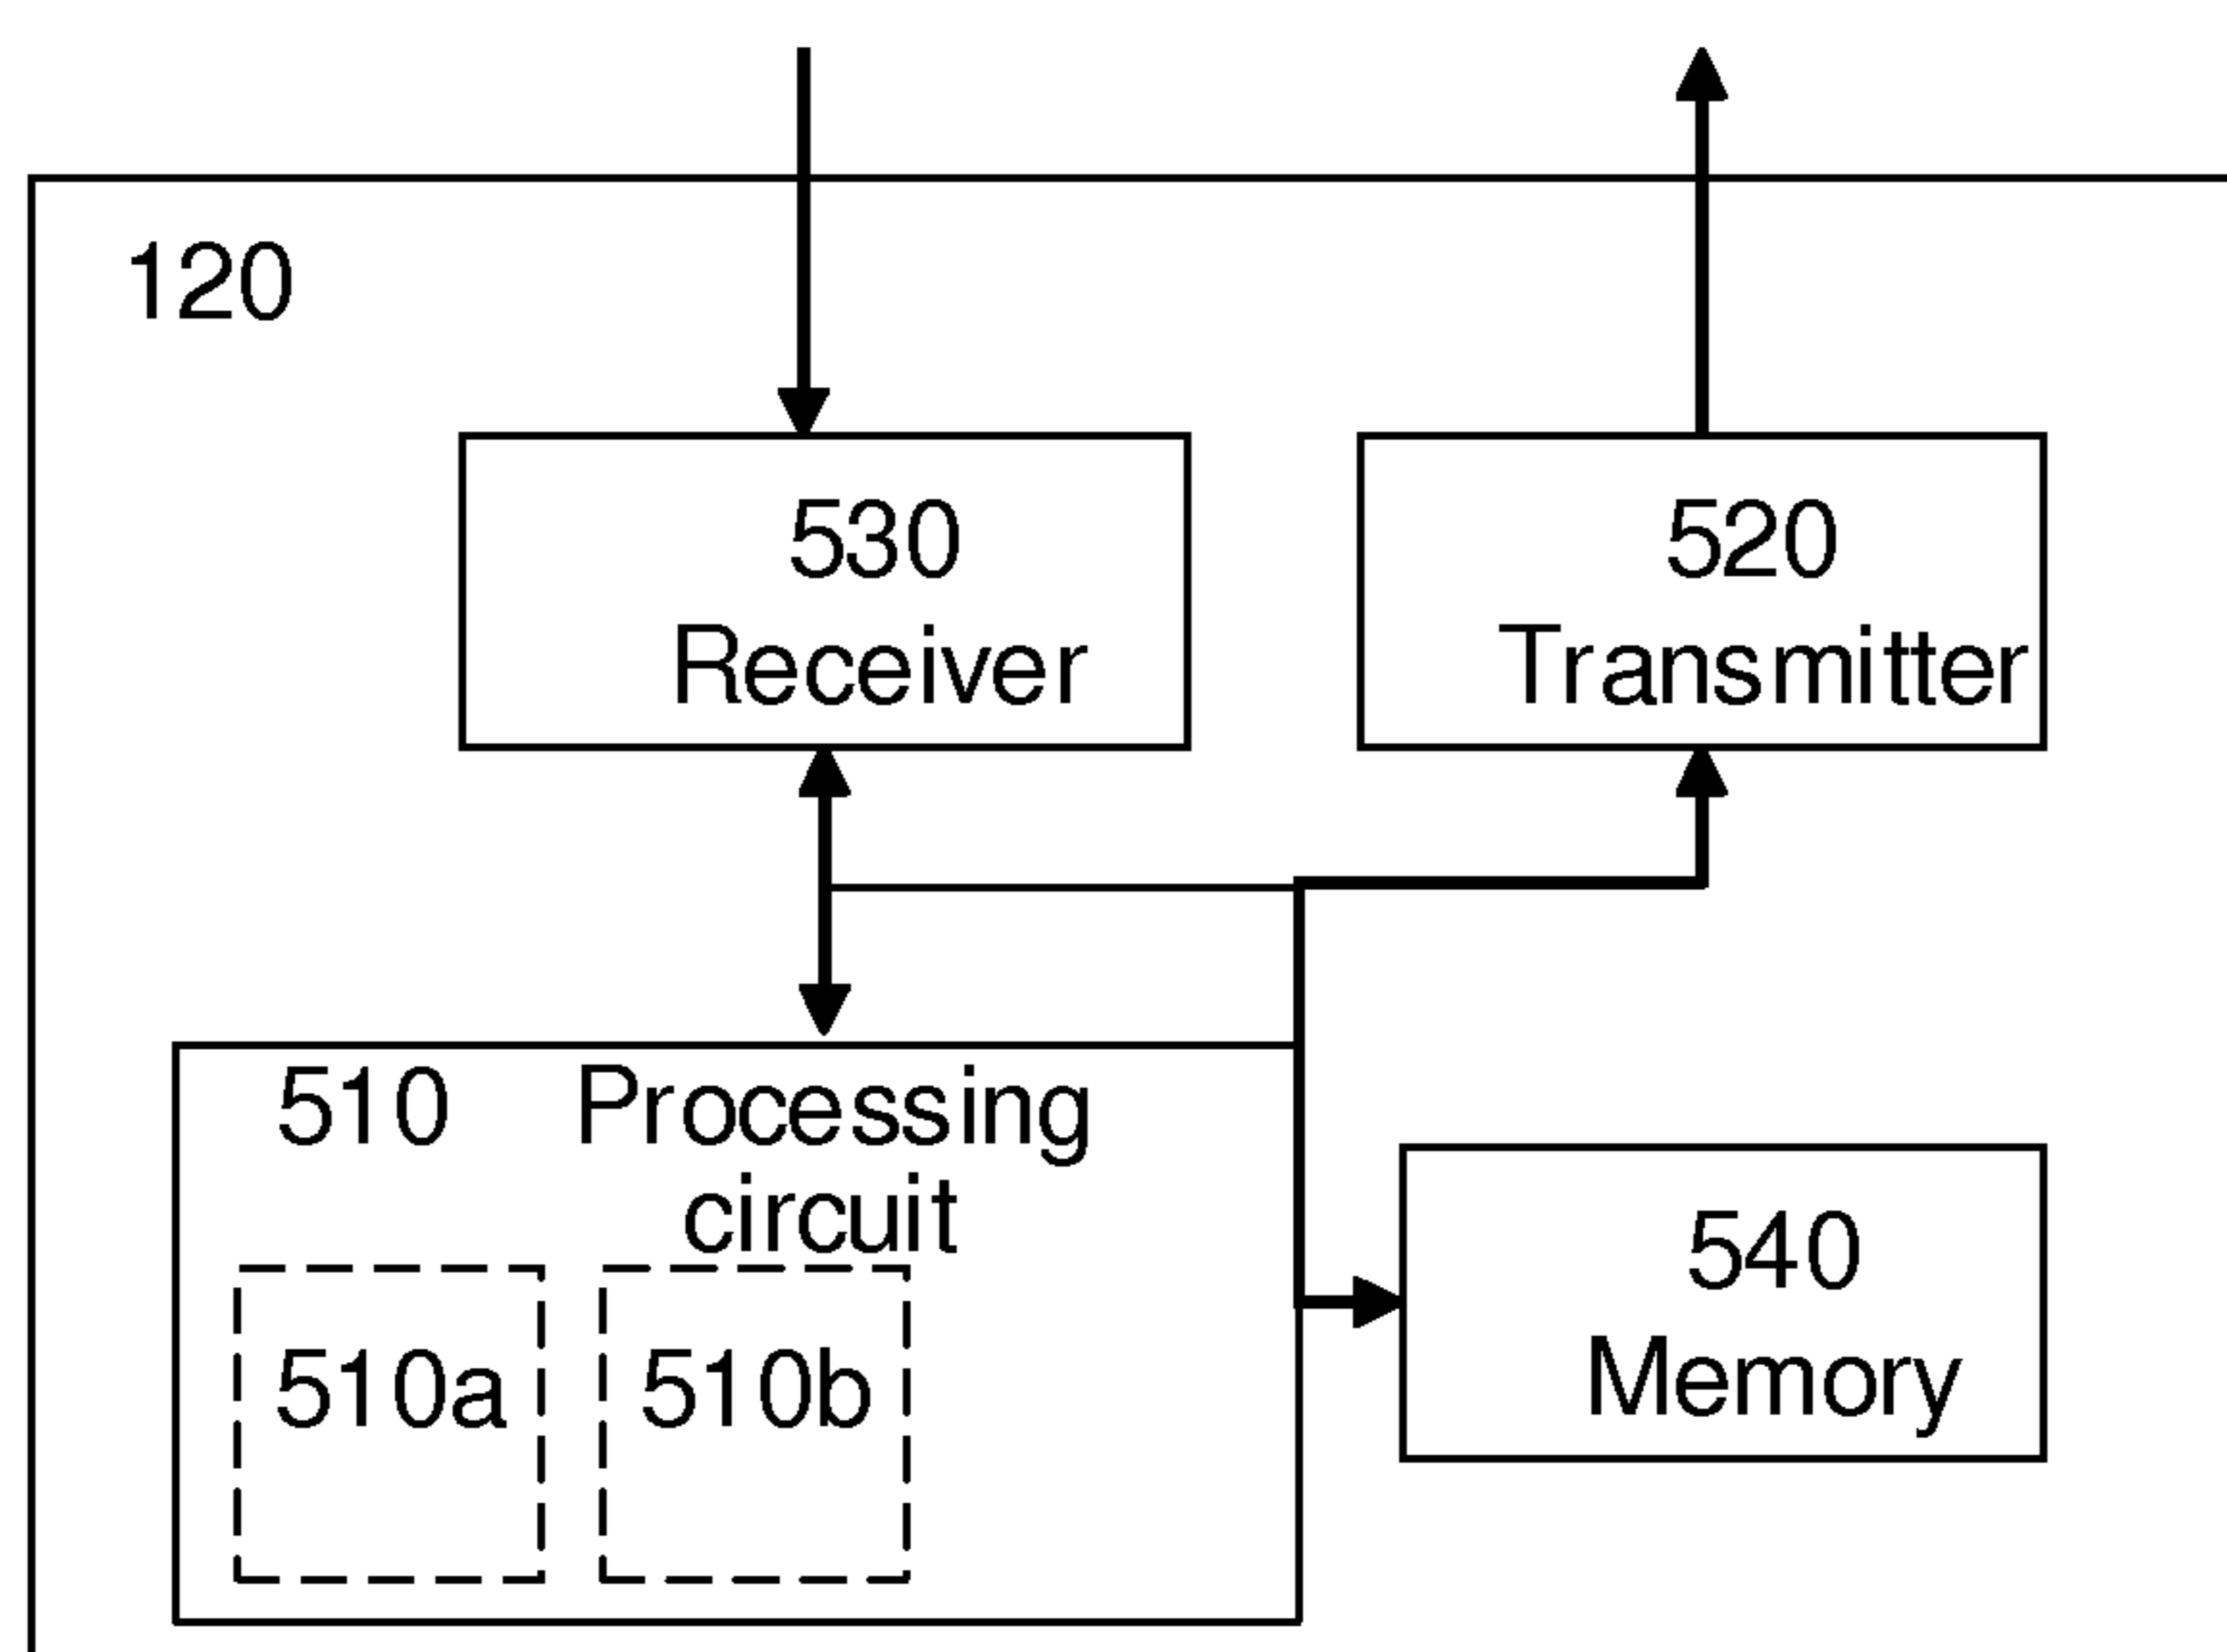 120
530
Receiver
520
Transmitter
510 Processing
circuit
510a
510b
540
Memory